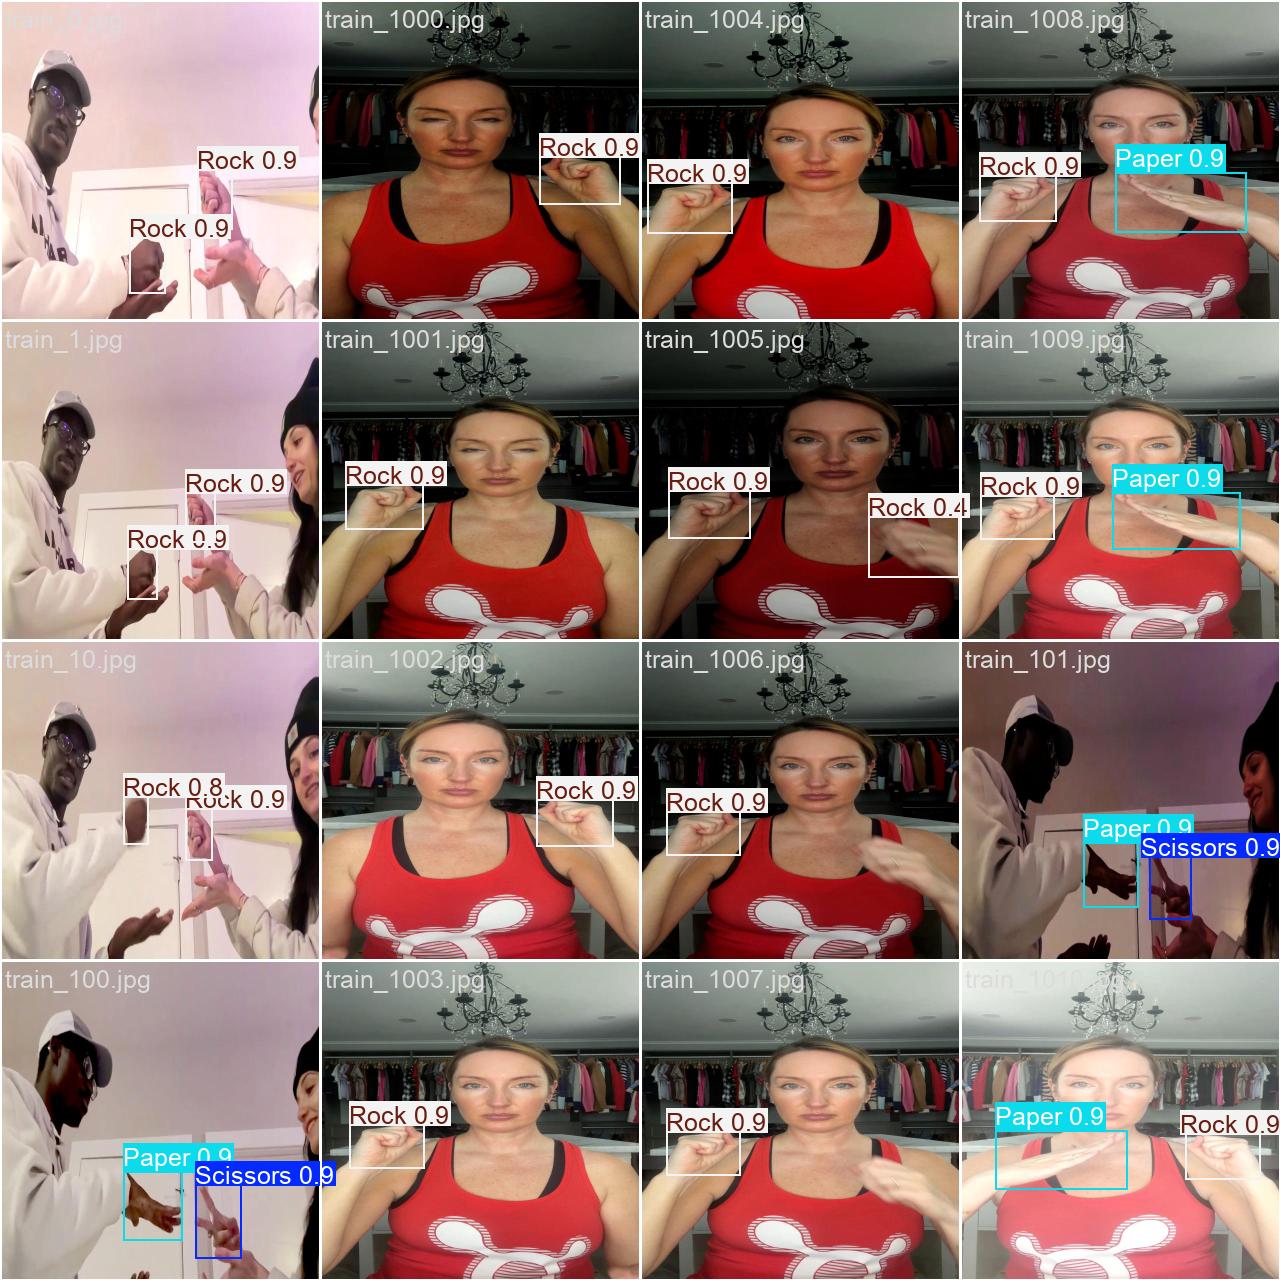 train_0.jpg
Rock 0.9
Rock 0.9
train_1000.jpg
Rock 0.9
train_1004.jpg
Rock 0.9
train_1008.jpg
Rock 0.9
Paper 0.9
train_1.jpg
Rock 0.9
Rock 0.9
train_1001.jpg
Rock 0.9
train_1005.jpg
Rock 0.9
Rock 0.4
train_1009.jpg
Rock 0.9
Paper 0.9
train_10.jpg
Rock 0.8
Rock 0.9
train_1002.jpg
Rock 0.9
train_1006.jpg
Rock 0.9
train_101.jpg
Paper 0.9
Scissors 0.9
train_100.jpg
Paper 0.9
Scissors 0.9
train_1003.jpg
Rock 0.9
train_1007.jpg
Rock 0.9
train_1010.jpg
Paper 0.9
Rock 0.9